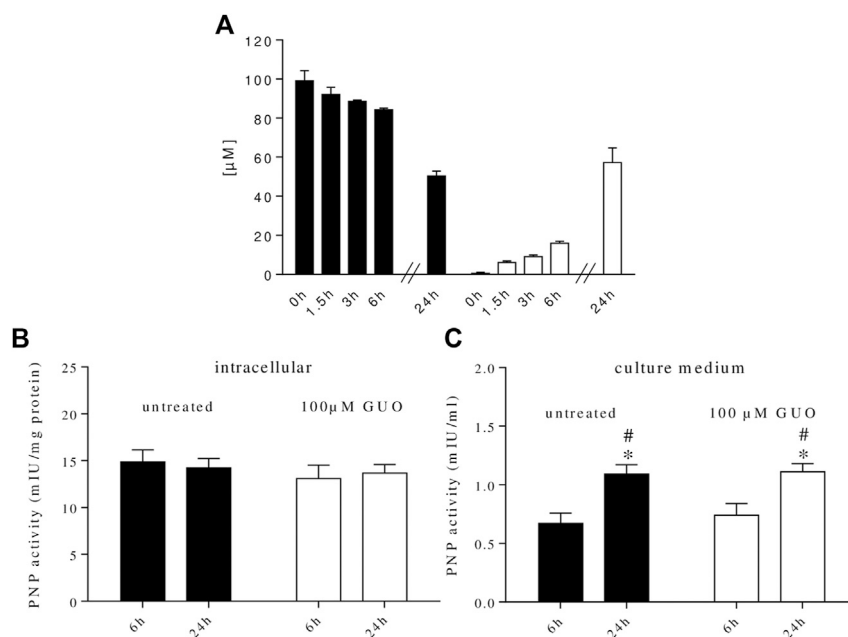 A
120
100
80
60
40
20
0
[µM]
0h
1.5h
3h
6h
24h
0h
1.5h
3h
6h
24h
B
intracellular
PNP activity (mIU/mg protein)
25
20
15
10
5
0
untreated
100µM GUO
6h
24h
6h
24h
C
culture medium
PNP activity (mIU/ml)
2.0
1.5
1.0
0.5
0.0
untreated
100 µM GUO
#
*
#
*
6h
24h
6h
24h